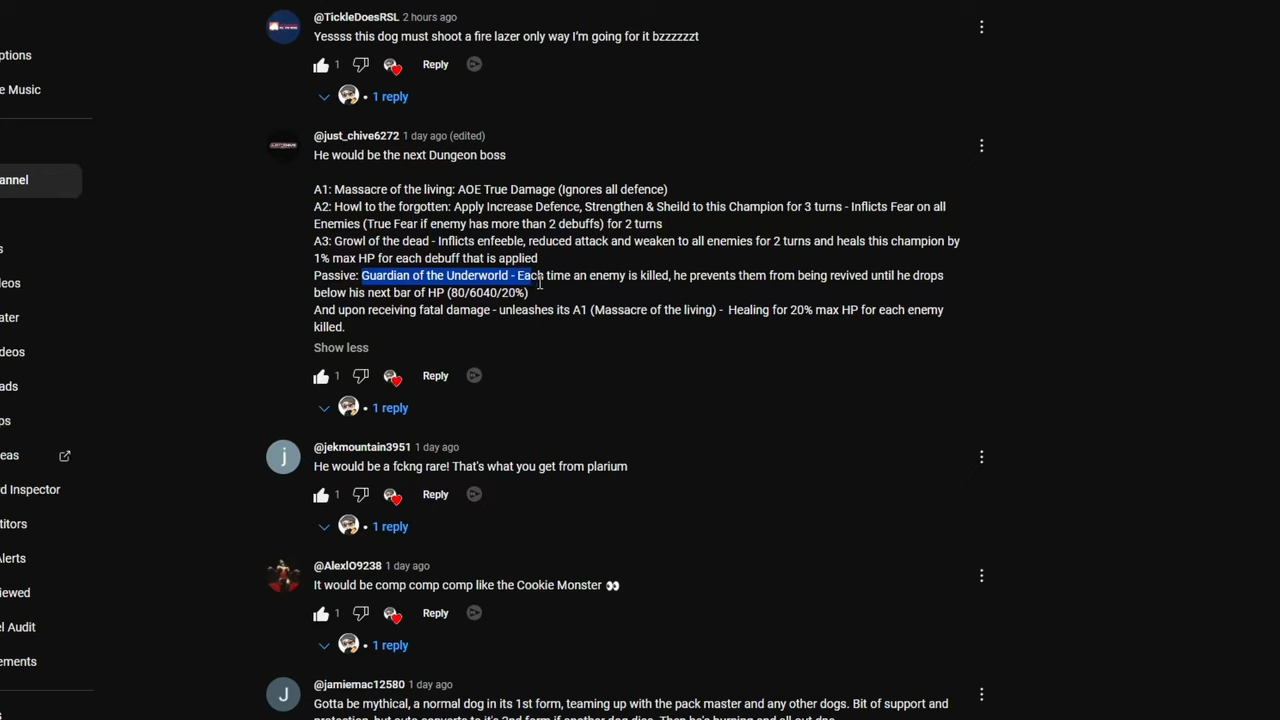 @TickleDoesRSL 2 hours ago
Yessss this dog must shoot a fire lazer only way I'm going for it bzzzzzt
1 Reply
1 reply
ptions
e Music
@just_chive6272 1 day ago (edited)
He would be the next Dungeon boss
annel
A1: Massacre of the living: AOE True Damage (Ignores all defence)
A2: Howl to the forgotten: Apply Increase Defence, Strengthen & Sheild to this Champion for 3 turns - Inflicts Fear on all
Enemies (True Fear if enemy has more than 2 debuffs) for 2 turns
A3: Growl of the dead - Inflicts enfeeble, reduced attack and weaken to all enemies for 2 turns and heals this champion by
1% max HP for each debuff that is applied
Passive: Guardian of the Underworld - Each time an enemy is killed, he prevents them from being revived until he drops
below his next bar of HP (80/6040/20%)
And upon receiving fatal damage - unleashes its A1 (Massacre of the living) - Healing for 20% max HP for each enemy
killed.
Show less
1 Reply
1 reply
s
deos
ater
deos
ads
ps
eas
d Inspector
titors
Alerts
iewed
el Audit
ements
s
@jekmountain3951 1 day ago
He would be a fckng rare! That's what you get from plarium
1 Reply
1 reply
@AlexIO9238 1 day ago
It would be comp comp comp like the Cookie Monster 👀
Reply
1 reply
J
@jamiemac12580 1 day ago
Gotta be mythical, a normal dog in its 1st form, teaming up with the pack master and any other dogs. Bit of support and